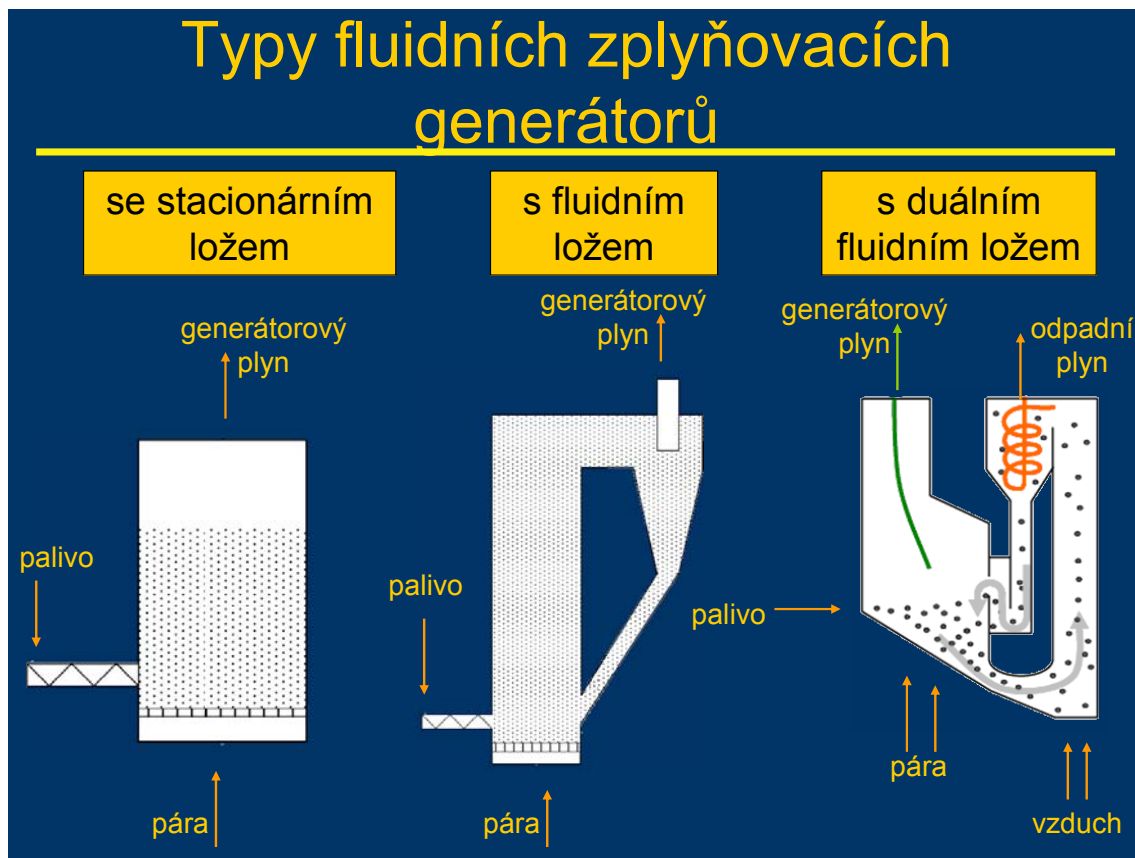 Typy fluidních zplyňovacích
generátorů
se stacionárním
ložem
s fluidním
ložem
s duálním
fluidním ložem
generátorový
plyn
palivo
pára
generátorový
plyn
palivo
pára
generátorový
plyn
odpadní
plyn
palivo
pára
vzduch